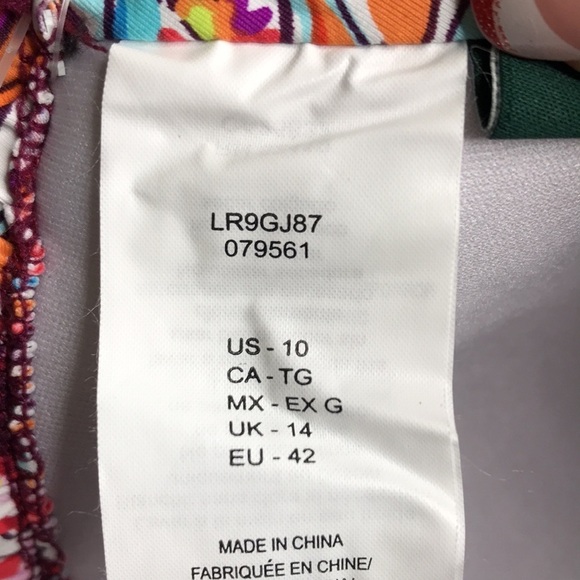 LR9GJ87
079561
US - 10
CA - TG
MX - EX G
UK - 14
EU - 42
MADE IN CHINA
FABRIQUÉE EN CHINE/